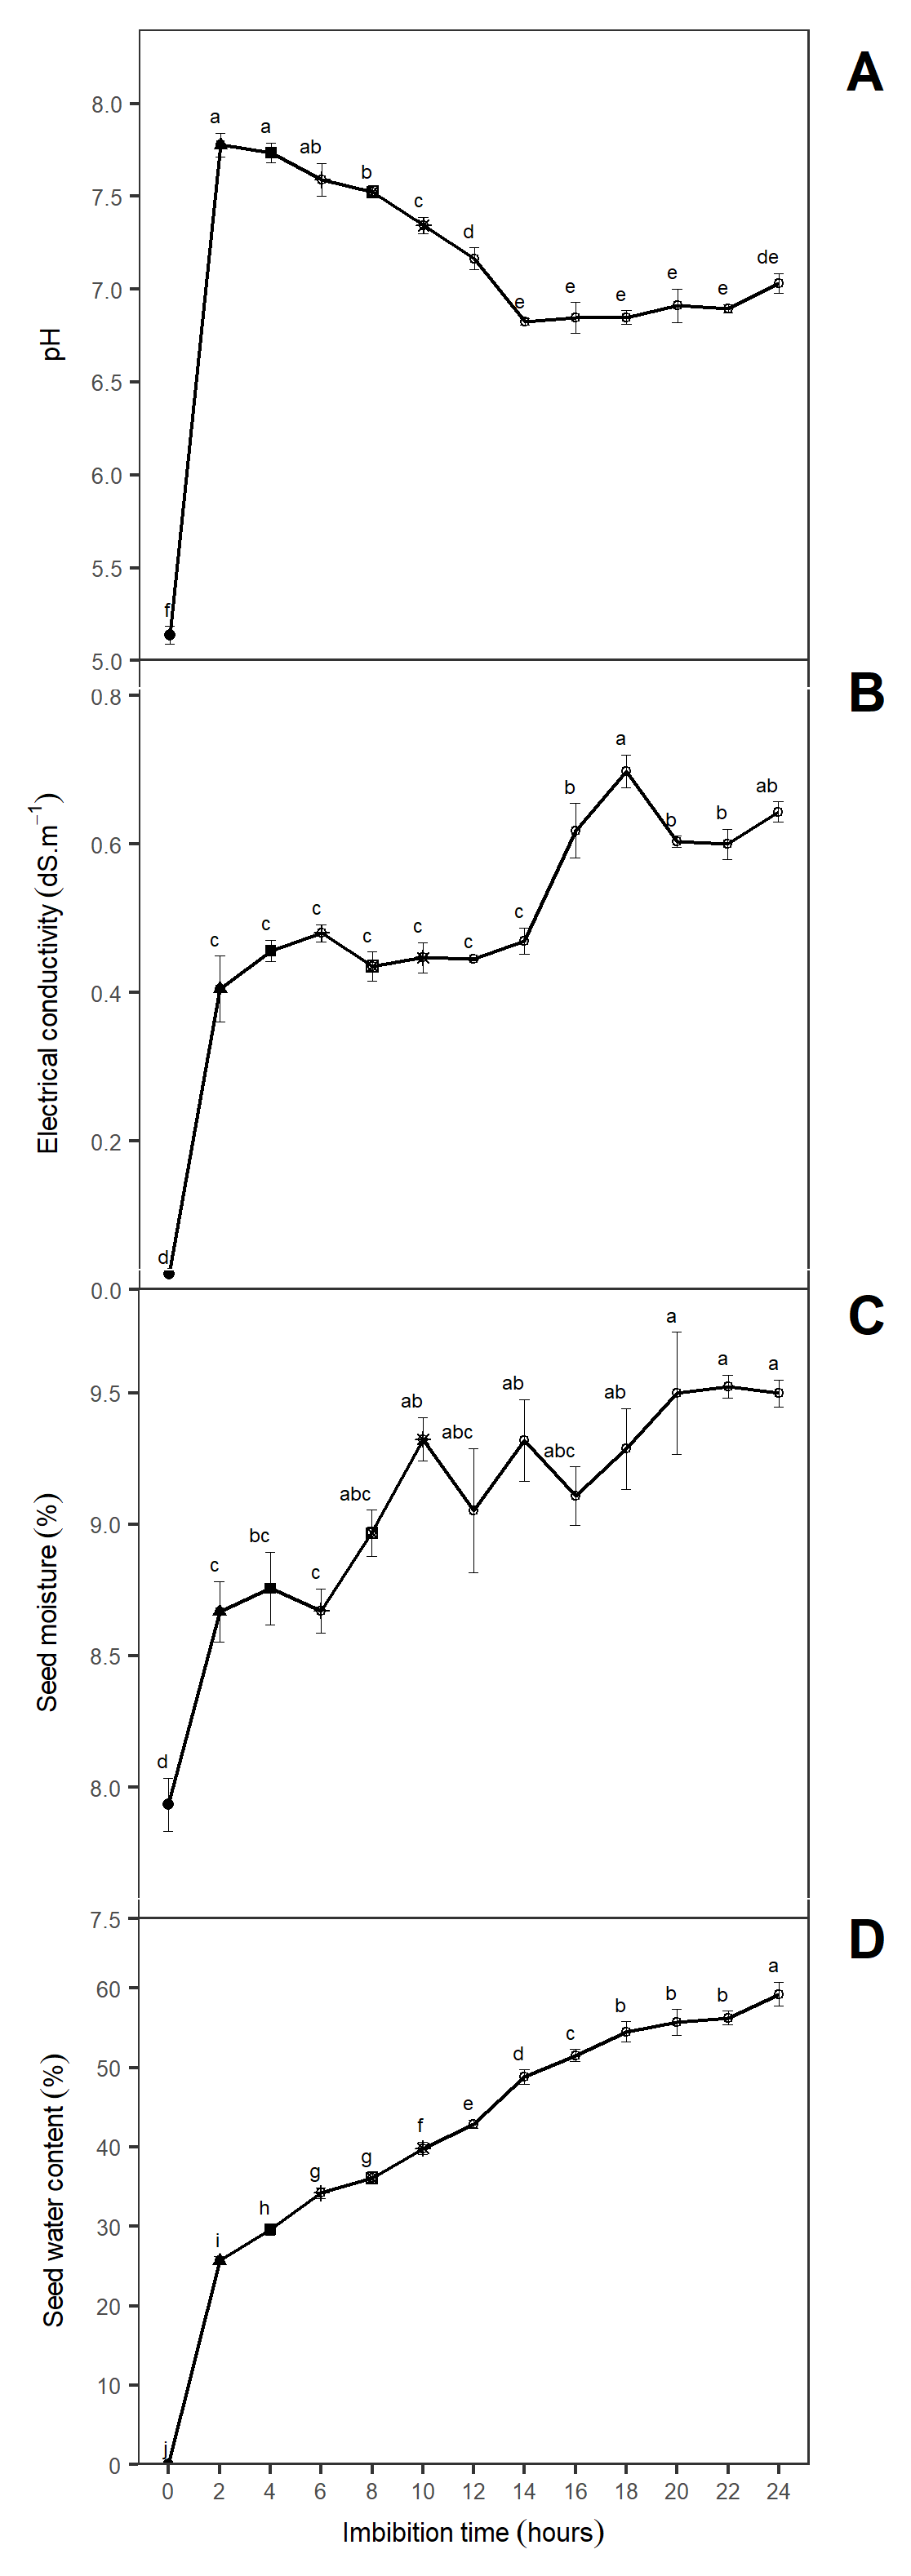 A
8.0
7.5
7.0
6.5
6.0
5.5
5.0
pH
f
a
a
ab
b
c
d
e
e
e
e
e
de
B
0.8
0.6
0.4
0.2
0.0
Electrical conductivity (dS.m⁻¹)
d
c
c
c
c
c
c
c
b
a
b
b
ab
C
9.5
9.0
8.5
8.0
7.5
Seed moisture (%)
d
c
bc
c
abc
ab
abc
ab
abc
ab
a
a
a
D
60
50
40
30
20
10
0
Seed water content (%)
j
i
h
g
g
f
e
d
c
b
b
b
a
0 2 4 6 8 10 12 14 16 18 20 22 24
Imbibition time (hours)